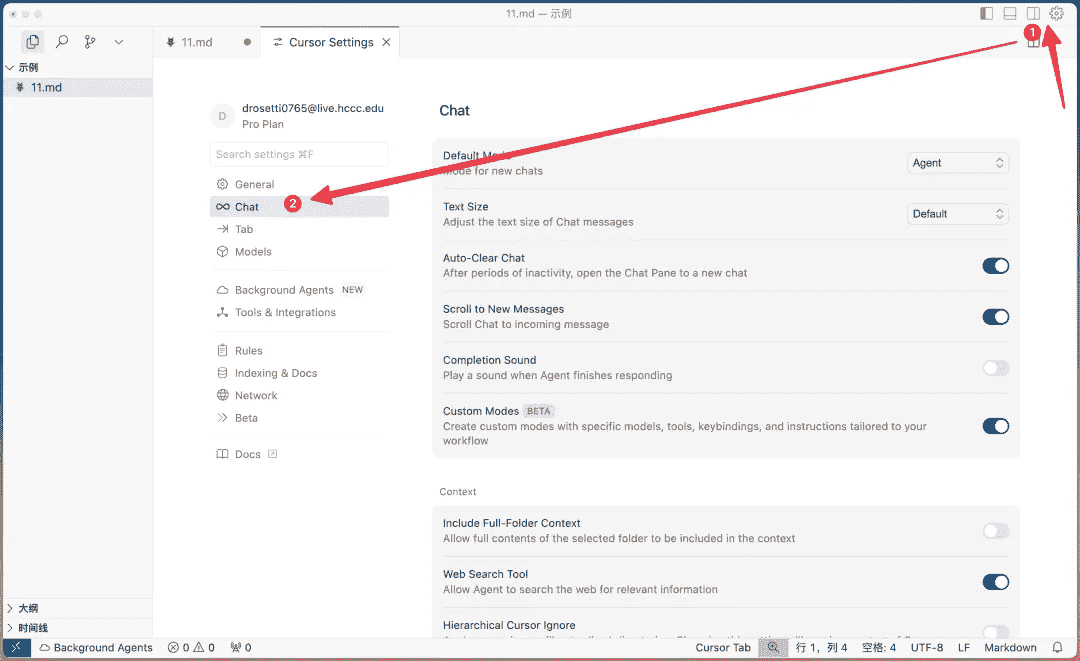 11.md — 示例
11.md
Cursor Settings
1
示例
11.md
D
drosetti0765@live.hccc.edu
Pro Plan
Search settings ⌘F
General
Chat
2
Tab
Models
Background Agents NEW
Tools & Integrations
Rules
Indexing & Docs
Network
Beta
Docs
Chat
Default
Mode for new chats
Agent
Text Size
Adjust the text size of Chat messages
Default
Auto-Clear Chat
After periods of inactivity, open the Chat Pane to a new chat
Scroll to New Messages
Scroll Chat to incoming message
Completion Sound
Play a sound when Agent finishes responding
Custom Modes BETA
Create custom modes with specific models, tools, keybindings, and instructions tailored to your
workflow
Context
Include Full-Folder Context
Allow full contents of the selected folder to be included in the context
Web Search Tool
Allow Agent to search the web for relevant information
Hierarchical Cursor Ignore
大纲
时间线
Background Agents
0
0
0
Cursor Tab
行 1，列 4
空格: 4
UTF-8
LF
Markdown